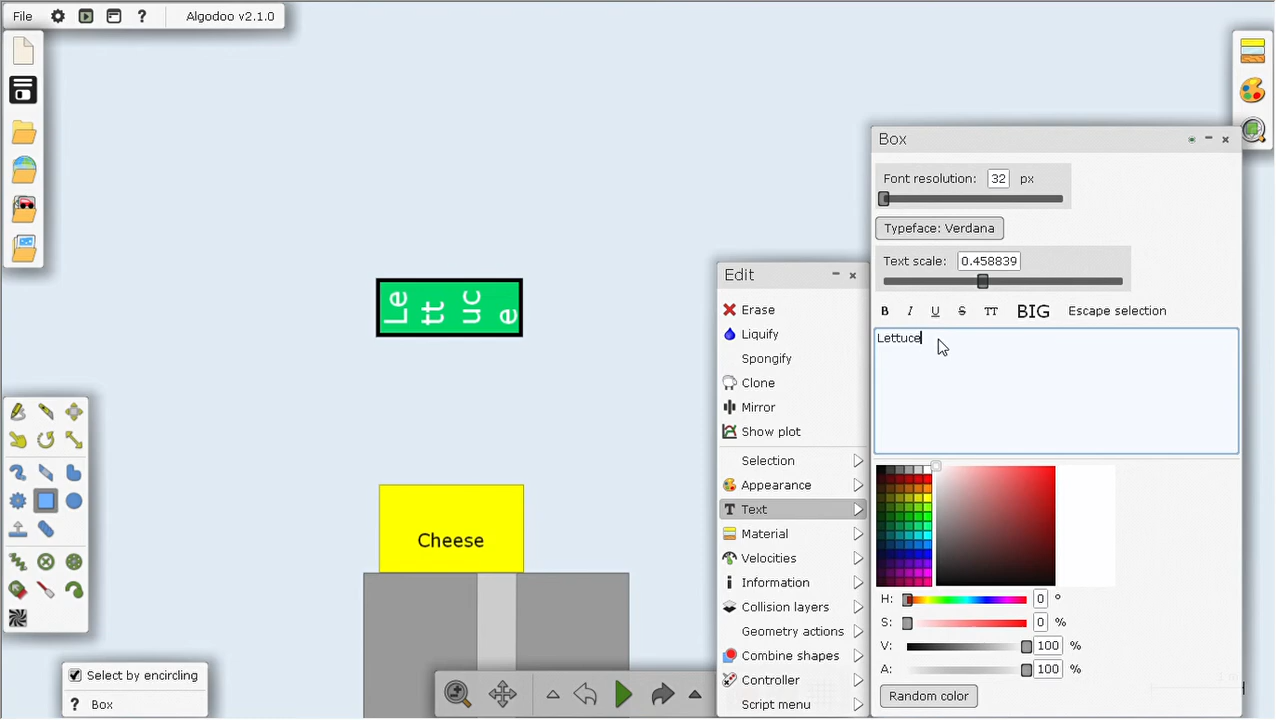 File
?
Algodoo v2.1.0
Le
tt
uc
e
Cheese
Select by encircling
? Box
Edit
Erase
Liquify
Spongify
Clone
Mirror
Show plot
Selection
Appearance
T Text
Material
Velocities
Information
Collision layers
Geometry actions
Combine shapes
Controller
Script menu
Box
Font resolution: 32 px
Typeface: Verdana
Text scale: 0.458839
B I U S TT BIG Escape selection
Lettuce
H: 0 °
S: 0 %
V: 100 %
A: 100 %
Random color